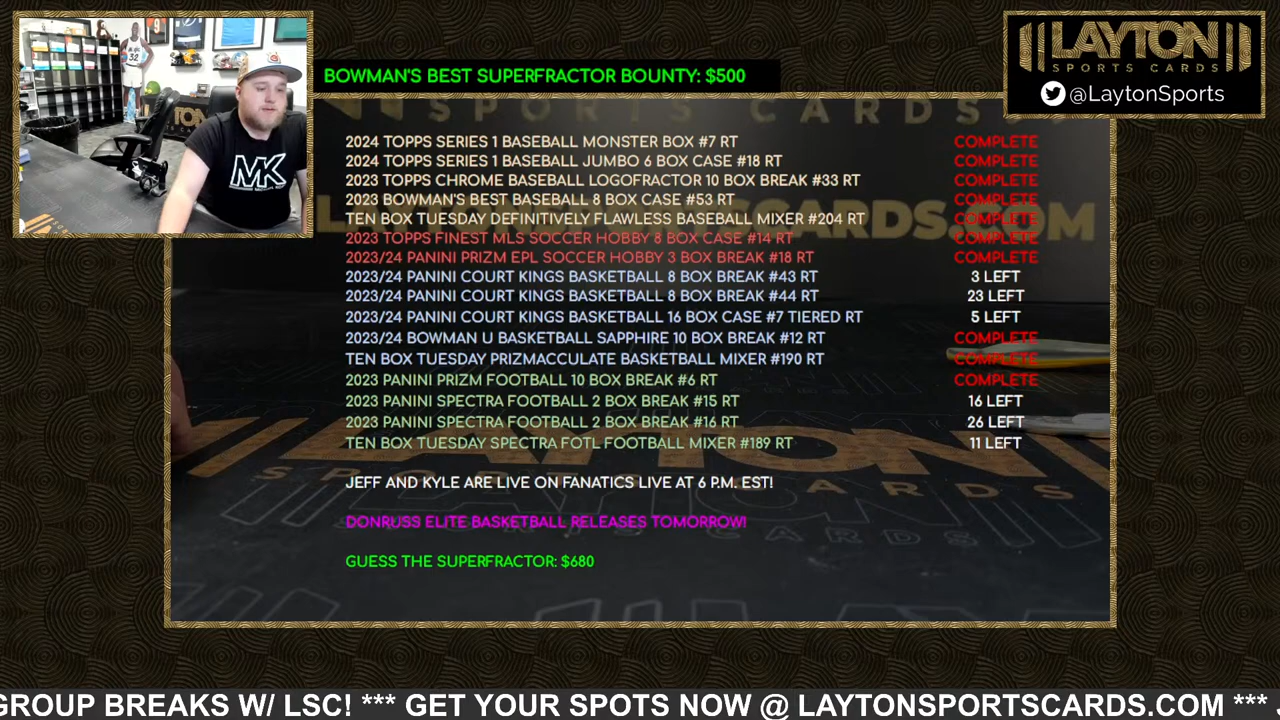 BOWMAN'S BEST SUPERFRACTOR BOUNTY: $500
LAYTON
SPORTS CARDS
@LaytonSports
32
MK
SPORTS CARDS
2024 TOPPS SERIES 1 BASEBALL MONSTER BOX #7 RT COMPLETE
2024 TOPPS SERIES 1 BASEBALL JUMBO 6 BOX CASE #18 RT COMPLETE
2023 TOPPS CHROME BASEBALL LOGOFRACTOR 10 BOX BREAK #33 RT COMPLETE
2023 BOWMAN'S BEST BASEBALL 8 BOX CASE #53 RT COMPLETE
TEN BOX TUESDAY DEFINITIVELY FLAWLESS BASEBALL MIXER #204 RT COMPLETE
2023 TOPPS FINEST MLS SOCCER HOBBY 8 BOX CASE #14 RT COMPLETE
2023/24 PANINI PRIZM EPL SOCCER HOBBY 3 BOX BREAK #18 RT COMPLETE
2023/24 PANINI COURT KINGS BASKETBALL 8 BOX BREAK #43 RT 3 LEFT
2023/24 PANINI COURT KINGS BASKETBALL 8 BOX BREAK #44 RT 23 LEFT
2023/24 PANINI COURT KINGS BASKETBALL 16 BOX CASE #7 TIERED RT 5 LEFT
2023/24 BOWMAN U BASKETBALL SAPPHIRE 10 BOX BREAK #12 RT COMPLETE
TEN BOX TUESDAY PRIZMACCULATE BASKETBALL MIXER #190 RT COMPLETE
2023 PANINI PRIZM FOOTBALL 10 BOX BREAK #6 RT COMPLETE
2023 PANINI SPECTRA FOOTBALL 2 BOX BREAK #15 RT 16 LEFT
2023 PANINI SPECTRA FOOTBALL 2 BOX BREAK #16 RT 26 LEFT
TEN BOX TUESDAY SPECTRA FOTL FOOTBALL MIXER #189 RT 11 LEFT
LAYTON
SPORTS CARDS
JEFF AND KYLE ARE LIVE ON FANATICS LIVE AT 6 P.M. EST!
DONRUSS ELITE BASKETBALL RELEASES TOMORROW!
GUESS THE SUPERFRACTOR: $680
GROUP BREAKS W/ LSC! *** GET YOUR SPOTS NOW @ LAYTONSPORTSCARDS.COM *** J